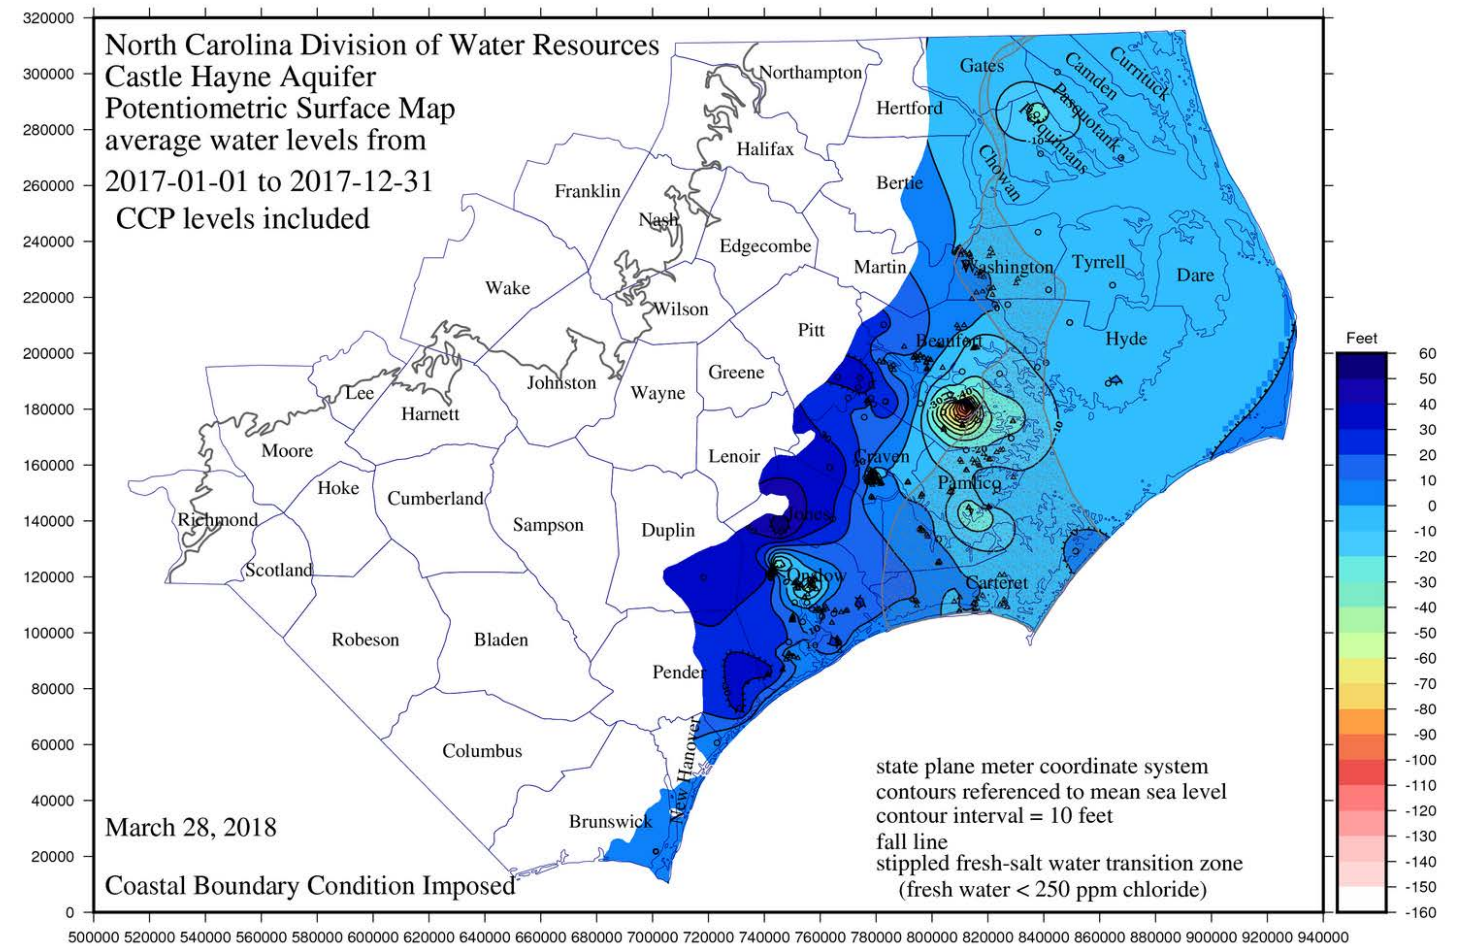 North Carolina Division of Water Resources
Castle Hayne Aquifer
Potentiometric Surface Map
average water levels from
2017-01-01 to 2017-12-31
CCP levels included
320000
300000
280000
260000
240000
220000
200000
180000
160000
140000
120000
100000
80000
60000
40000
20000
0
Northampton
Gates
Camden
Currituck
Hertford
Pasquotank
Perquimans
Halifax
Chowan
Franklin
Bertie
Nash
Edgecombe
Martin
Washington
Tyrrell
Dare
Wake
Wilson
Pitt
Beaufort
Hyde
Johnston
Wayne
Greene
Lee
Harnett
Moore
Lenoir
Craven
Hoke
Cumberland
Pamlico
Richmond
Sampson
Duplin
Jones
Scotland
Onslow
Carteret
Robeson
Bladen
Pender
Columbus
New Hanover
Brunswick
Feet
60
50
40
30
20
0
-10
-20
-30
-40
-50
-60
-70
-80
-90
-100
-110
-120
-130
-140
-150
-160
state plane meter coordinate system
contours referenced to mean sea level
contour interval = 10 feet
fall line
stippled fresh-salt water transition zone
(fresh water < 250 ppm chloride)
March 28, 2018
Coastal Boundary Condition Imposed
500000 520000 540000 560000 580000 600000 620000 640000 660000 680000 700000 720000 740000 760000 780000 800000 820000 840000 860000 880000 900000 920000 940000